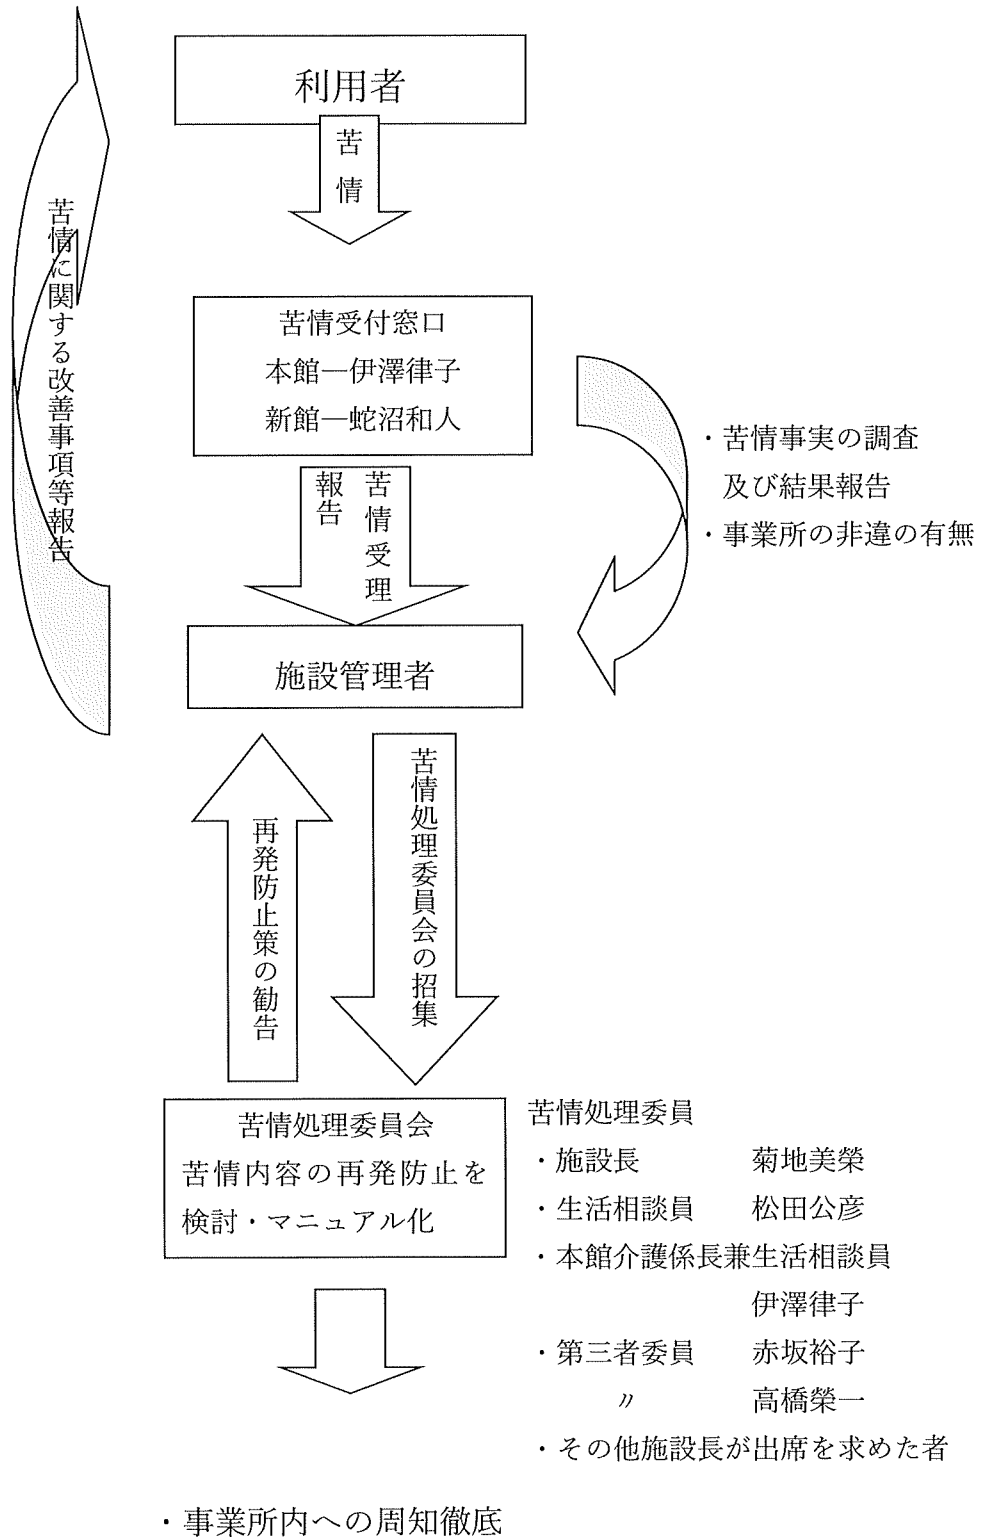 利用者
苦情
苦情に関する改善事項等報告
苦情受付窓口
本館―伊澤律子
新館―蛇沼和人
・苦情事実の調査
及び結果報告
・事業所の非違の有無
苦情受理
報告
施設管理者
苦情処理委員会の招集
再発防止策の勧告
苦情処理委員会
苦情内容の再発防止を
検討・マニュアル化
苦情処理委員
・施設長 菊地美榮
・生活相談員 松田公彦
・本館介護係長兼生活相談員
伊澤律子
・第三者委員 赤坂裕子
〃 高橋榮一
・その他施設長が出席を求めた者
・事業所内への周知徹底